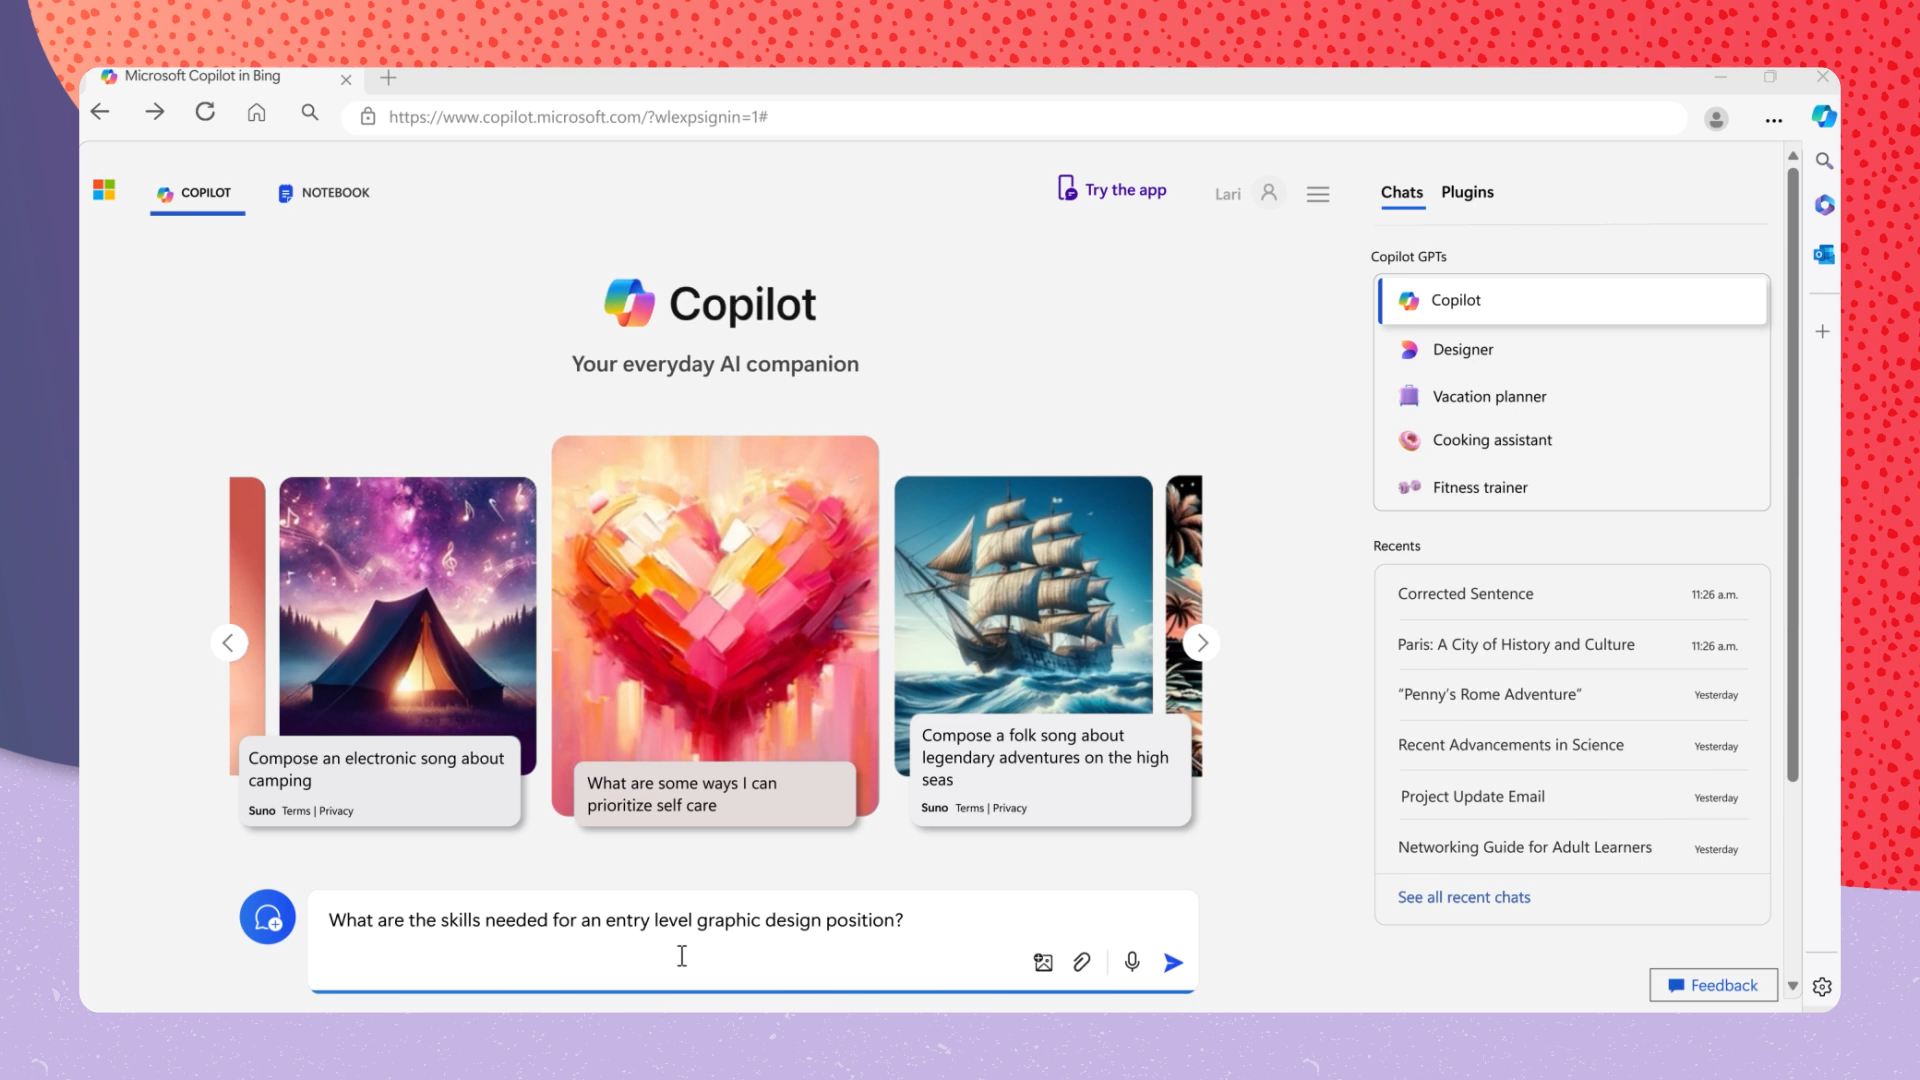 Microsoft Copilot in Bing
https://www.copilot.microsoft.com/?wlexpsignin=1#
COPILOT
NOTEBOOK
Try the app
Lari
Copilot
Your everyday AI companion
Compose an electronic song about
camping
Suno Terms | Privacy
What are some ways I can
prioritize self care
Compose a folk song about
legendary adventures on the high
seas
Suno Terms | Privacy
What are the skills needed for an entry level graphic design position?
Chats Plugins
Copilot GPTs
Copilot
Designer
Vacation planner
Cooking assistant
Fitness trainer
Recents
Corrected Sentence 11:26 a.m.
Paris: A City of History and Culture 11:26 a.m.
“Penny’s Rome Adventure” Yesterday
Recent Advancements in Science Yesterday
Project Update Email Yesterday
Networking Guide for Adult Learners Yesterday
See all recent chats
Feedback